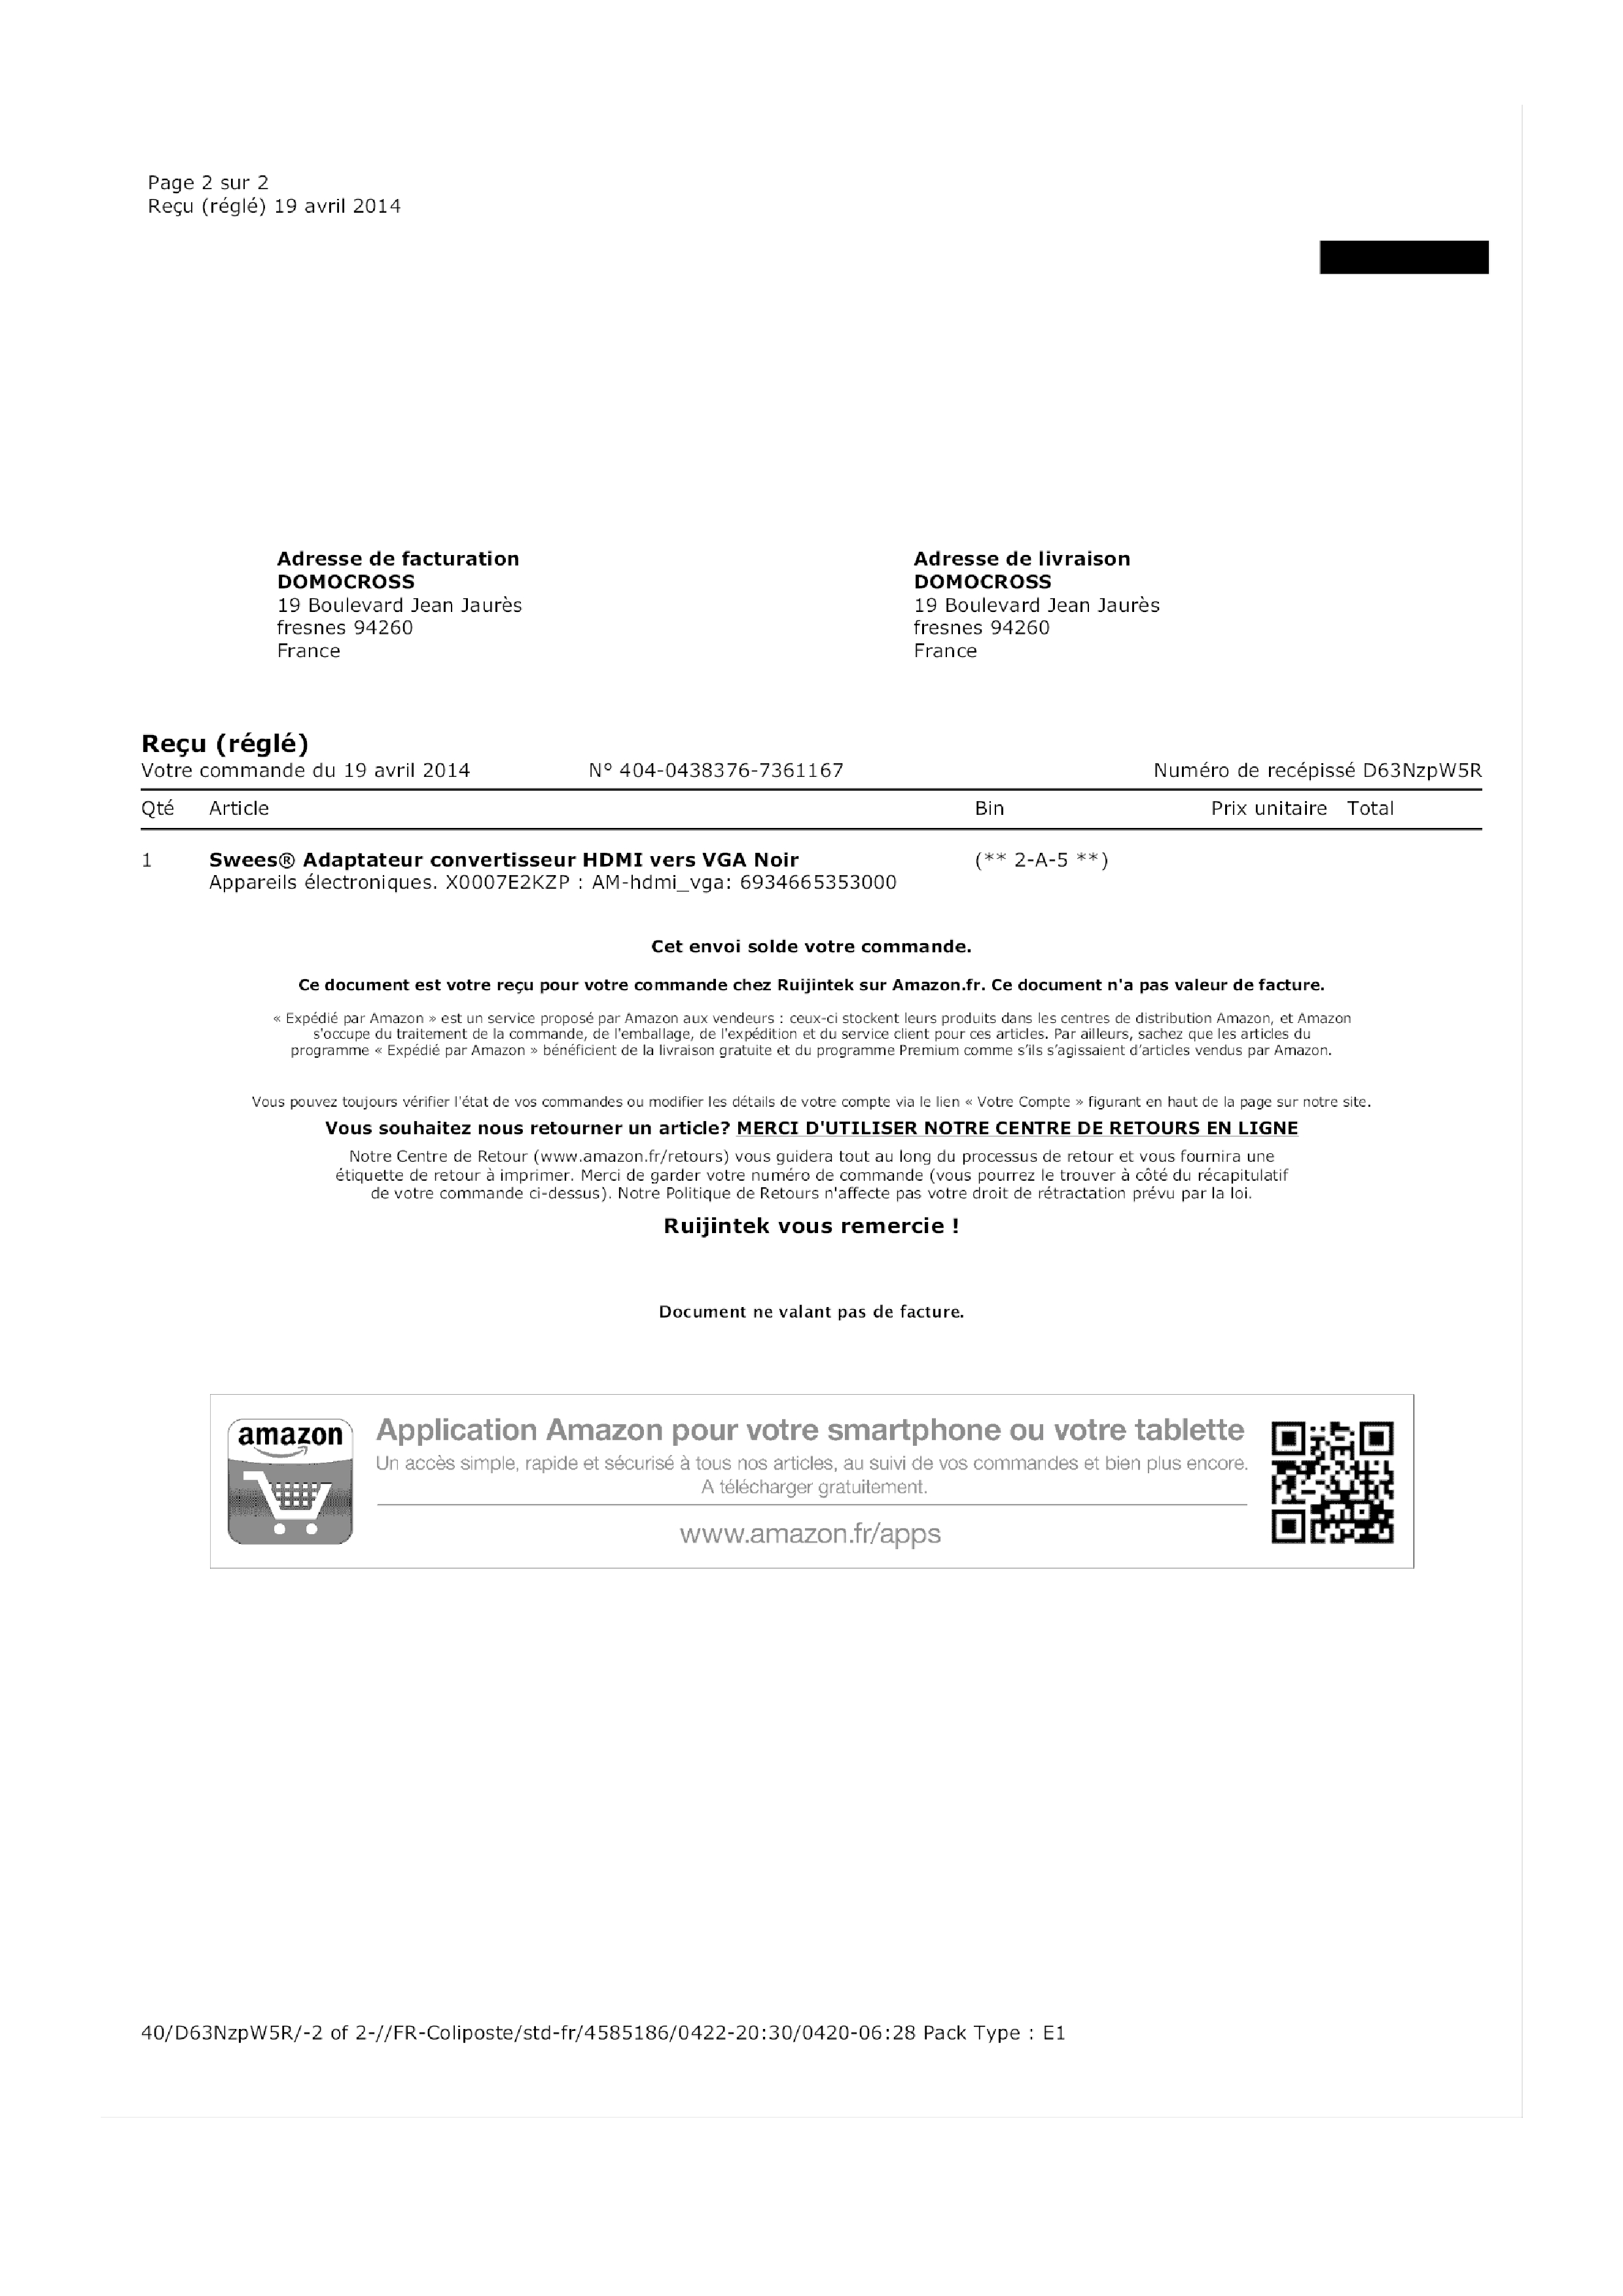 Page 2 sur 2
Reçu (réglé) 19 avril 2014
Adresse de facturation
DOMOCROSS
19 Boulevard Jean Jaurès
fresnes 94260
France
Adresse de livraison
DOMOCROSS
19 Boulevard Jean Jaurès
fresnes 94260
France
Reçu (réglé)
Votre commande du 19 avril 2014 N° 404-0438376-7361167 Numéro de recépissé D63NzpW5R
Qté Article Bin Prix unitaire Total
1 Swees® Adaptateur convertisseur HDMI vers VGA Noir (** 2-A-5 **)
Appareils électroniques. X0007E2KZP : AM-hdmi_vga: 6934665353000
Cet envoi solde votre commande.
Ce document est votre reçu pour votre commande chez Ruijintek sur Amazon.fr. Ce document n'a pas valeur de facture.
« Expédié par Amazon » est un service proposé par Amazon aux vendeurs : ceux-ci stockent leurs produits dans les centres de distribution Amazon, et Amazon
s'occupe du traitement de la commande, de l'emballage, de l'expédition et du service client pour ces articles. Par ailleurs, sachez que les articles du
programme « Expédié par Amazon » bénéficient de la livraison gratuite et du programme Premium comme s’ils s’agissaient d’articles vendus par Amazon.
Vous pouvez toujours vérifier l'état de vos commandes ou modifier les détails de votre compte via le lien « Votre Compte » figurant en haut de la page sur notre site.
Vous souhaitez nous retourner un article? MERCI D'UTILISER NOTRE CENTRE DE RETOURS EN LIGNE
Notre Centre de Retour (www.amazon.fr/retours) vous guidera tout au long du processus de retour et vous fournira une
étiquette de retour à imprimer. Merci de garder votre numéro de commande (vous pourrez le trouver à côté du récapitulatif
de votre commande ci-dessus). Notre Politique de Retours n'affecte pas votre droit de rétractation prévu par la loi.
Ruijintek vous remercie !
Document ne valant pas de facture.
amazon
Application Amazon pour votre smartphone ou votre tablette
Un accès simple, rapide et sécurisé à tous nos articles, au suivi de vos commandes et bien plus encore.
A télécharger gratuitement.
www.amazon.fr/apps
40/D63NzpW5R/-2 of 2-//FR-Coliposte/std-fr/4585186/0422-20:30/0420-06:28 Pack Type : E1